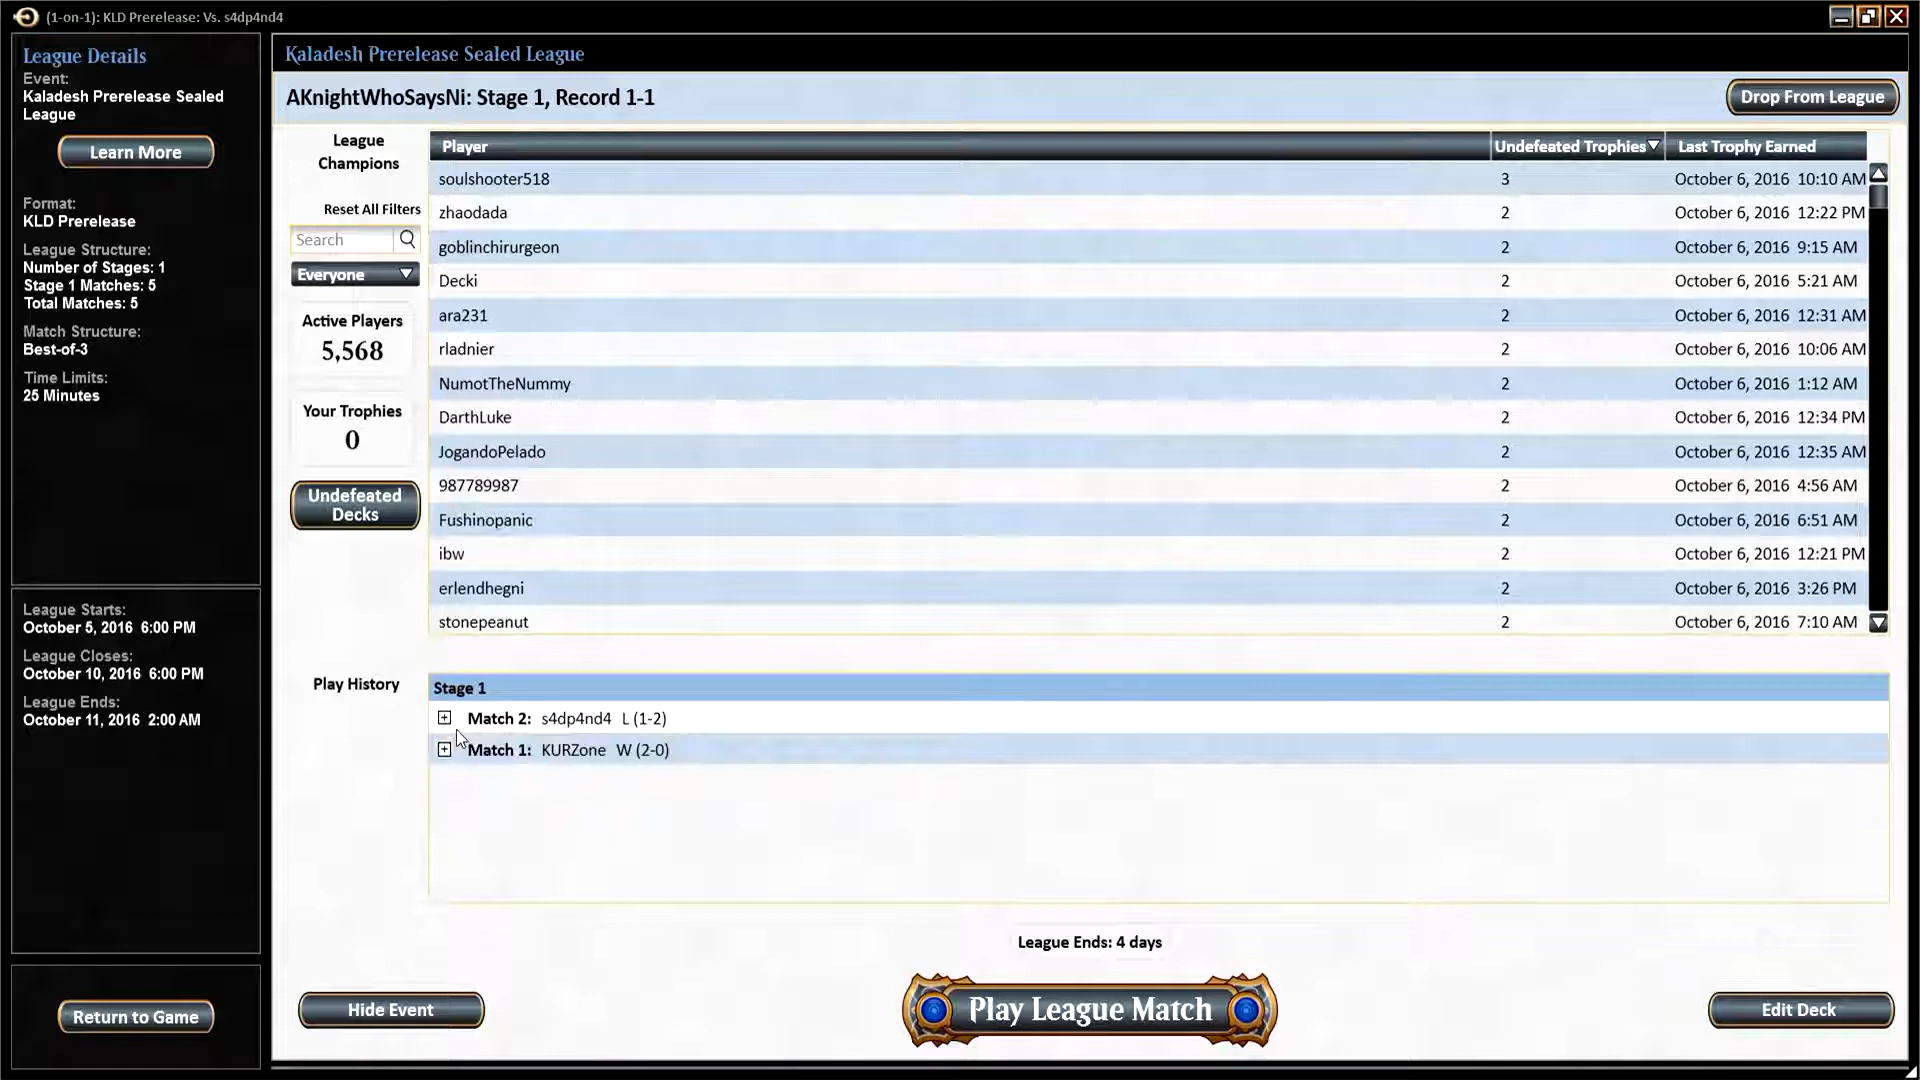 (1-on-1): KLD Prerelease: Vs. s4dp4nd4
League Details
Event:
Kaladesh Prerelease Sealed
League
Learn More
Format:
KLD Prerelease
League Structure:
Number of Stages: 1
Stage 1 Matches: 5
Total Matches: 5
Match Structure:
Best-of-3
Time Limits:
25 Minutes
League Starts:
October 5, 2016 6:00 PM
League Closes:
October 10, 2016 6:00 PM
League Ends:
October 11, 2016 2:00 AM
Return to Game
Kaladesh Prerelease Sealed League
AKnightWhoSaysNi: Stage 1, Record 1-1
Drop From League
League
Champions
Reset All Filters
Search
Everyone
Active Players
5,568
Your Trophies
0
Undefeated
Decks
Player Undefeated Trophies Last Trophy Earned
soulshooter518 3 October 6, 2016 10:10 AM
zhaodada 2 October 6, 2016 12:22 PM
goblinchirurgeon 2 October 6, 2016 9:15 AM
Decki 2 October 6, 2016 5:21 AM
ara231 2 October 6, 2016 12:31 AM
rladnier 2 October 6, 2016 10:06 AM
NumotTheNummy 2 October 6, 2016 1:12 AM
DarthLuke 2 October 6, 2016 12:34 PM
JogandoPelado 2 October 6, 2016 12:35 AM
987789987 2 October 6, 2016 4:56 AM
Fushinopanic 2 October 6, 2016 6:51 AM
ibw 2 October 6, 2016 12:21 PM
erlendhegni 2 October 6, 2016 3:26 PM
stonepeanut 2 October 6, 2016 7:10 AM
Play History
Stage 1
Match 2: s4dp4nd4 L (1-2)
Match 1: KURZone W (2-0)
League Ends: 4 days
Hide Event
Play League Match
Edit Deck